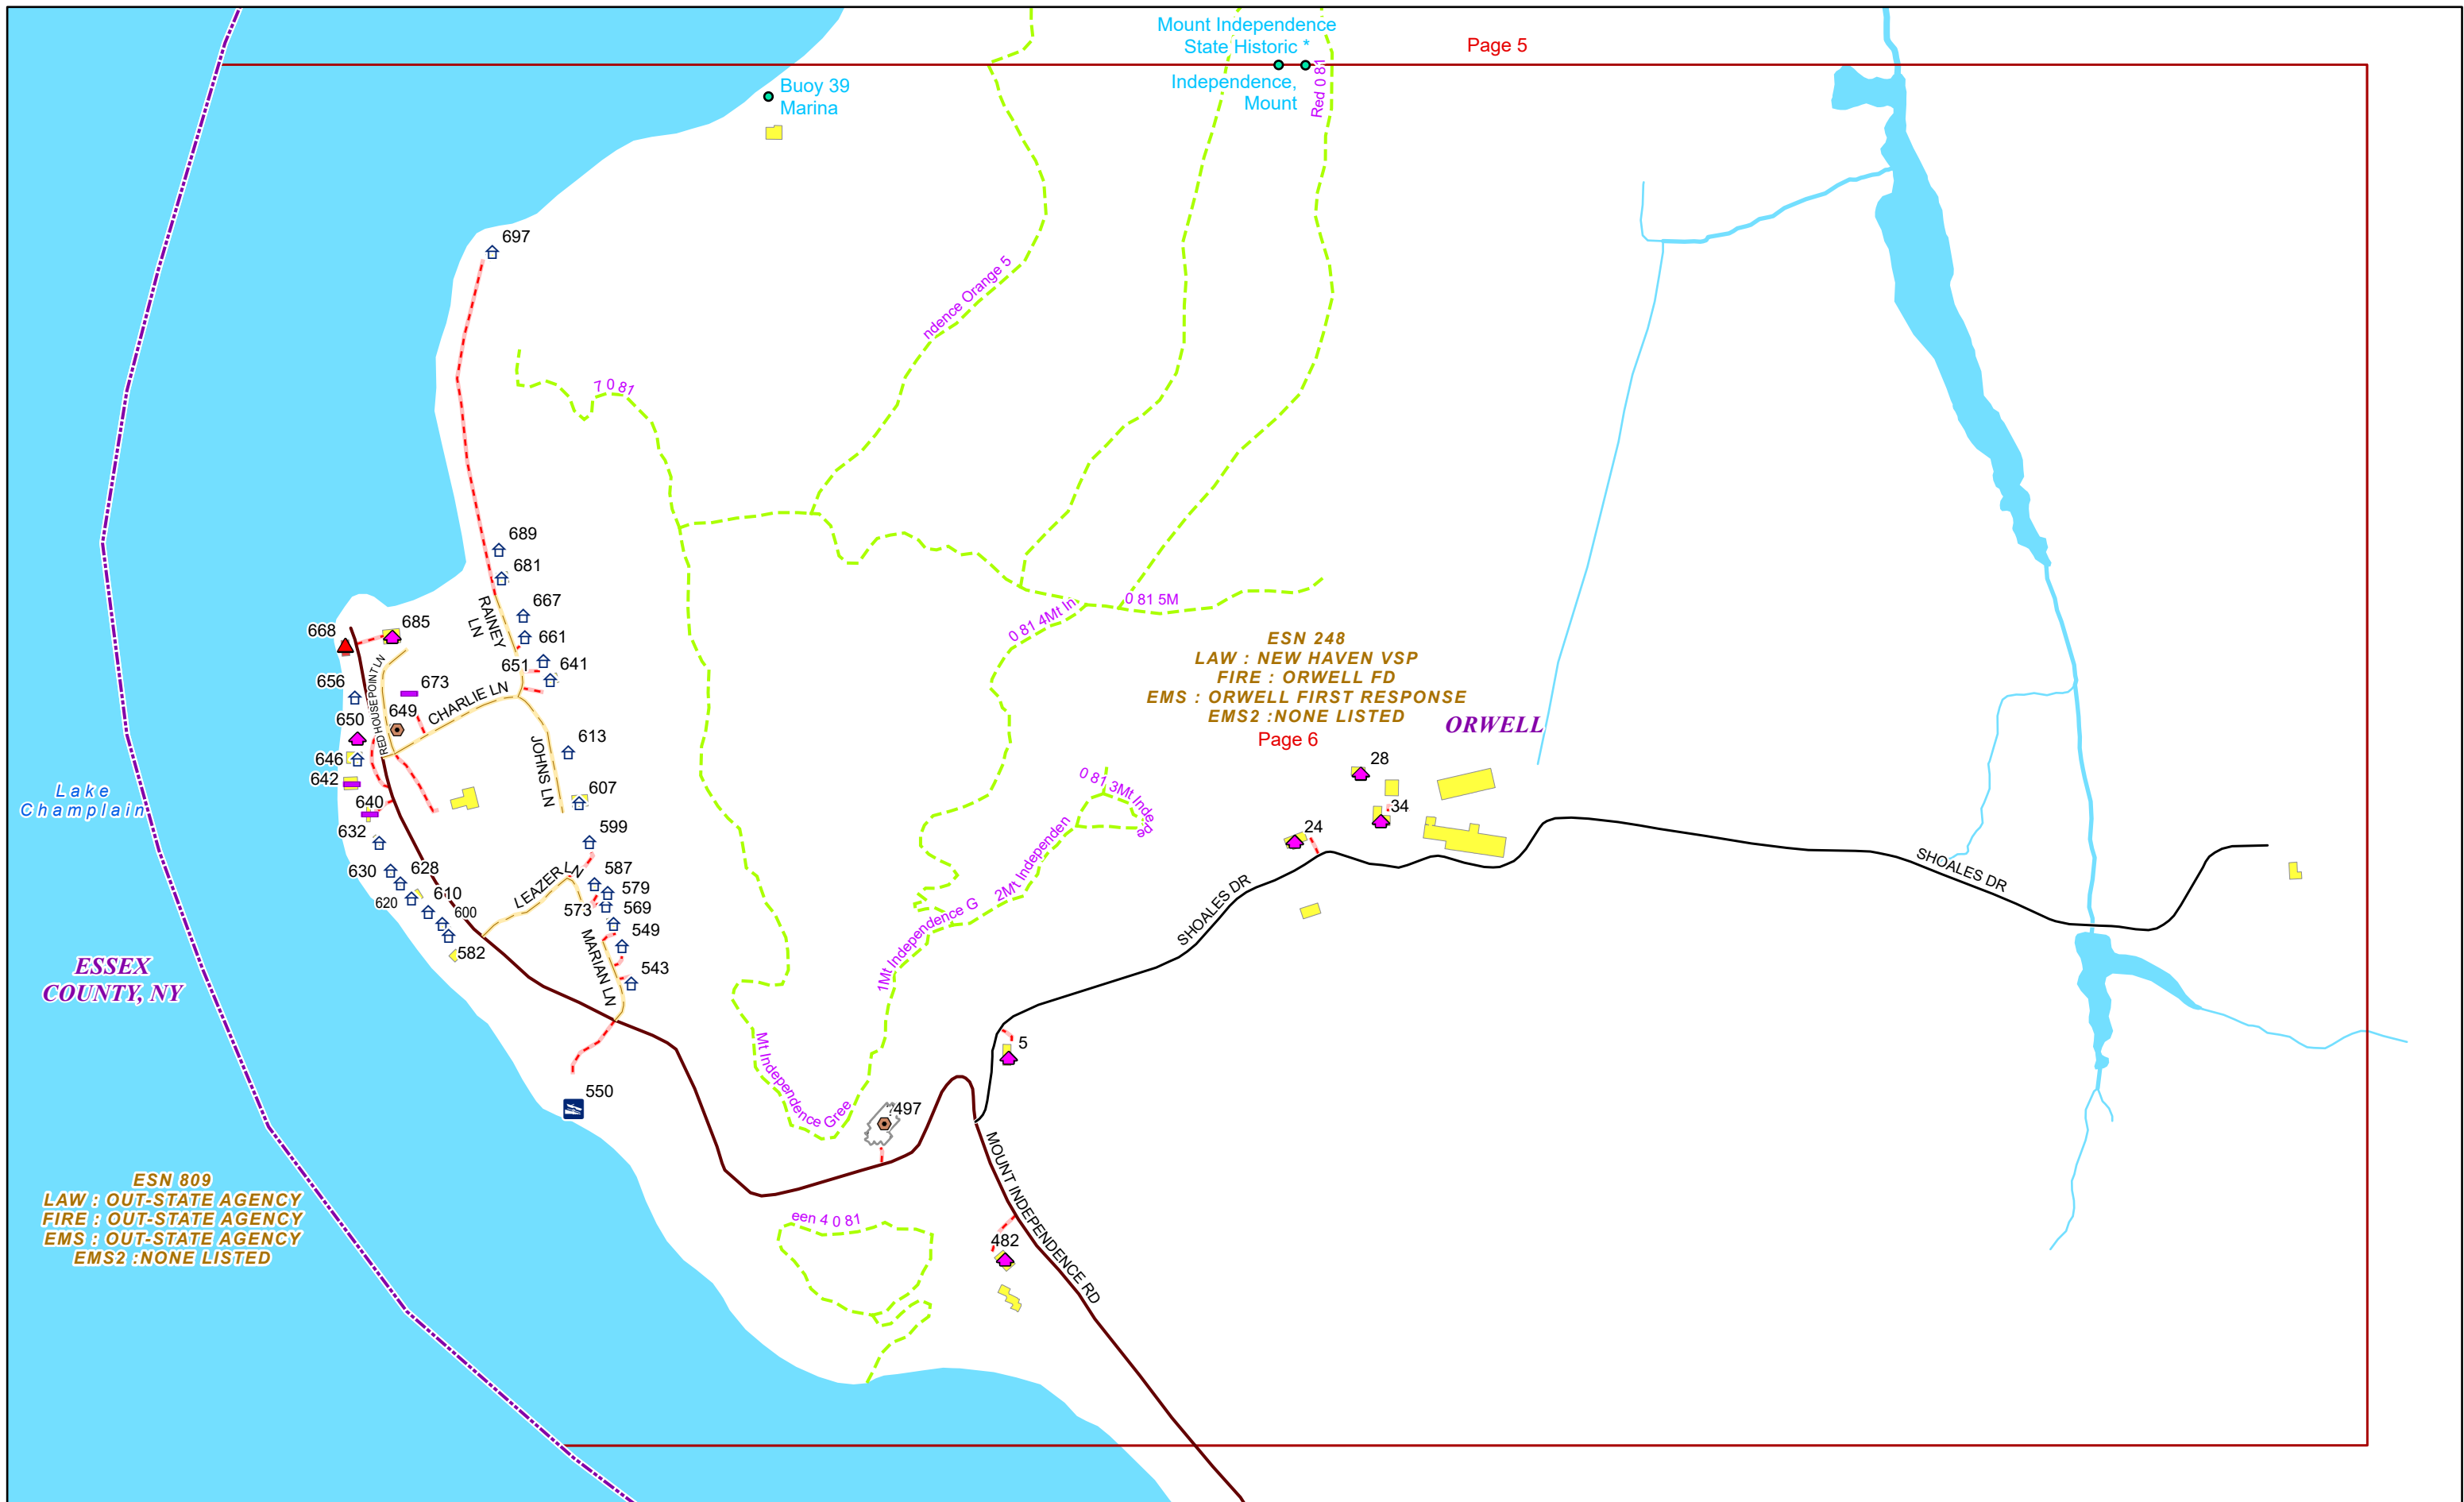 Mount Independence
State Historic *
Page 5
Independence,
Mount
Red 0 81
Buoy 39
Marina
697
ndence Orange 5
7 0 81
689
681
667
RAINEY
LN
661
668
685
651
641
656
673
RED HOUSE POINT LN
CHARLIE LN
650
649
646
613
JOHNS LN
642
607
640
632
599
630
628
LEAZER LN
587
620
610
579
600
573
569
582
549
MARIAN LN
543
550
0 81 5M
0 81 4Mt In
ESN 248
LAW : NEW HAVEN VSP
FIRE : ORWELL FD
EMS : ORWELL FIRST RESPONSE
EMS2 :NONE LISTED
ORWELL
Page 6
28
34
24
0 81 3Mt Inde
pe
2Mt Independen
1Mt Independence G
SHOALES DR
SHOALES DR
Lake
Champlain
ESSEX
COUNTY, NY
Mt Independence Gree
5
?497
MOUNT INDEPENDENCE RD
een 4 0 81
482
ESN 809
LAW : OUT-STATE AGENCY
FIRE : OUT-STATE AGENCY
EMS : OUT-STATE AGENCY
EMS2 :NONE LISTED